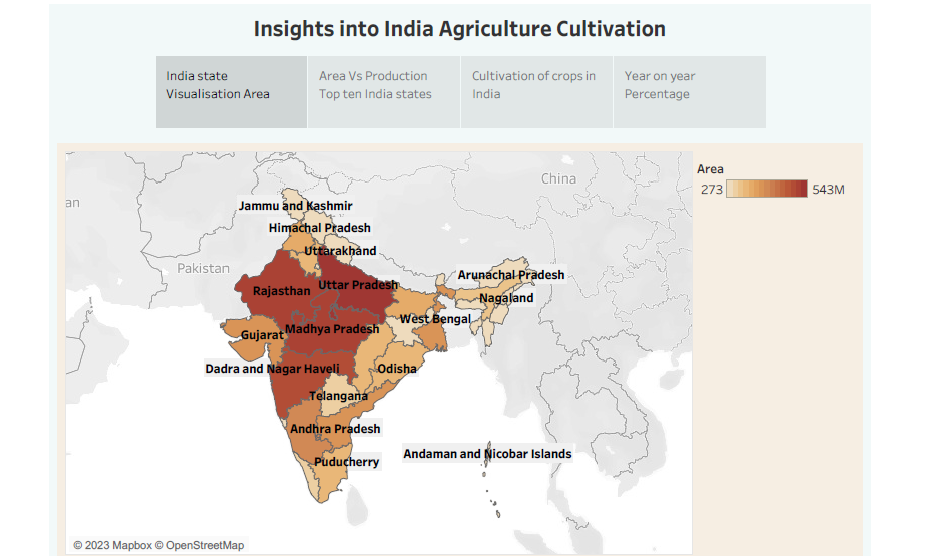 Insights into India Agriculture Cultivation
India state
Visualisation Area
Area Vs Production
Top ten India states
Cultivation of crops in
India
Year on year
Percentage
Area
273
543M
an
China
Pakistan
Jammu and Kashmir
Himachal Pradesh
Uttarakhand
Arunachal Pradesh
Rajasthan
Uttar Pradesh
Nagaland
West Bengal
Gujarat
Madhya Pradesh
Dadra and Nagar Haveli
Odisha
Telangana
Andhra Pradesh
Andaman and Nicobar Islands
Puducherry
© 2023 Mapbox © OpenStreetMap